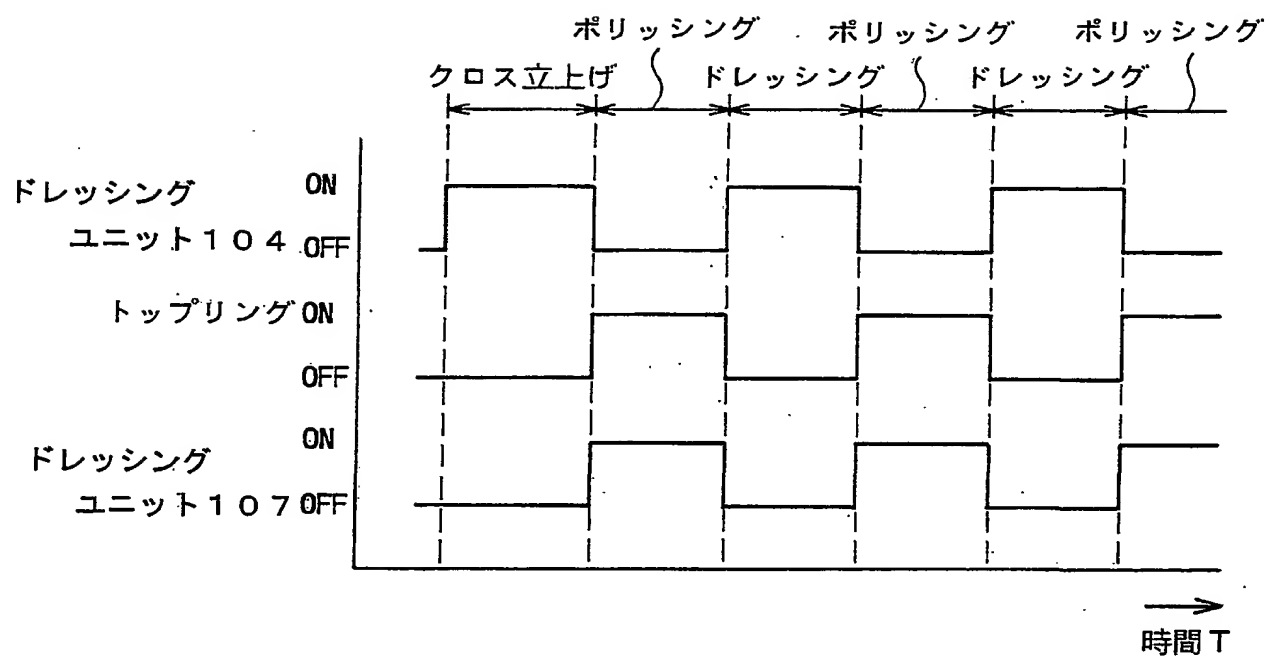 ポリッシング ポリッシング ポリッシング
クロス立上げ ドレッシング ドレッシング
ドレッシング ON
ユニット104 OFF
トップリング ON
OFF
ON
ドレッシング
ユニット107 OFF
時間T